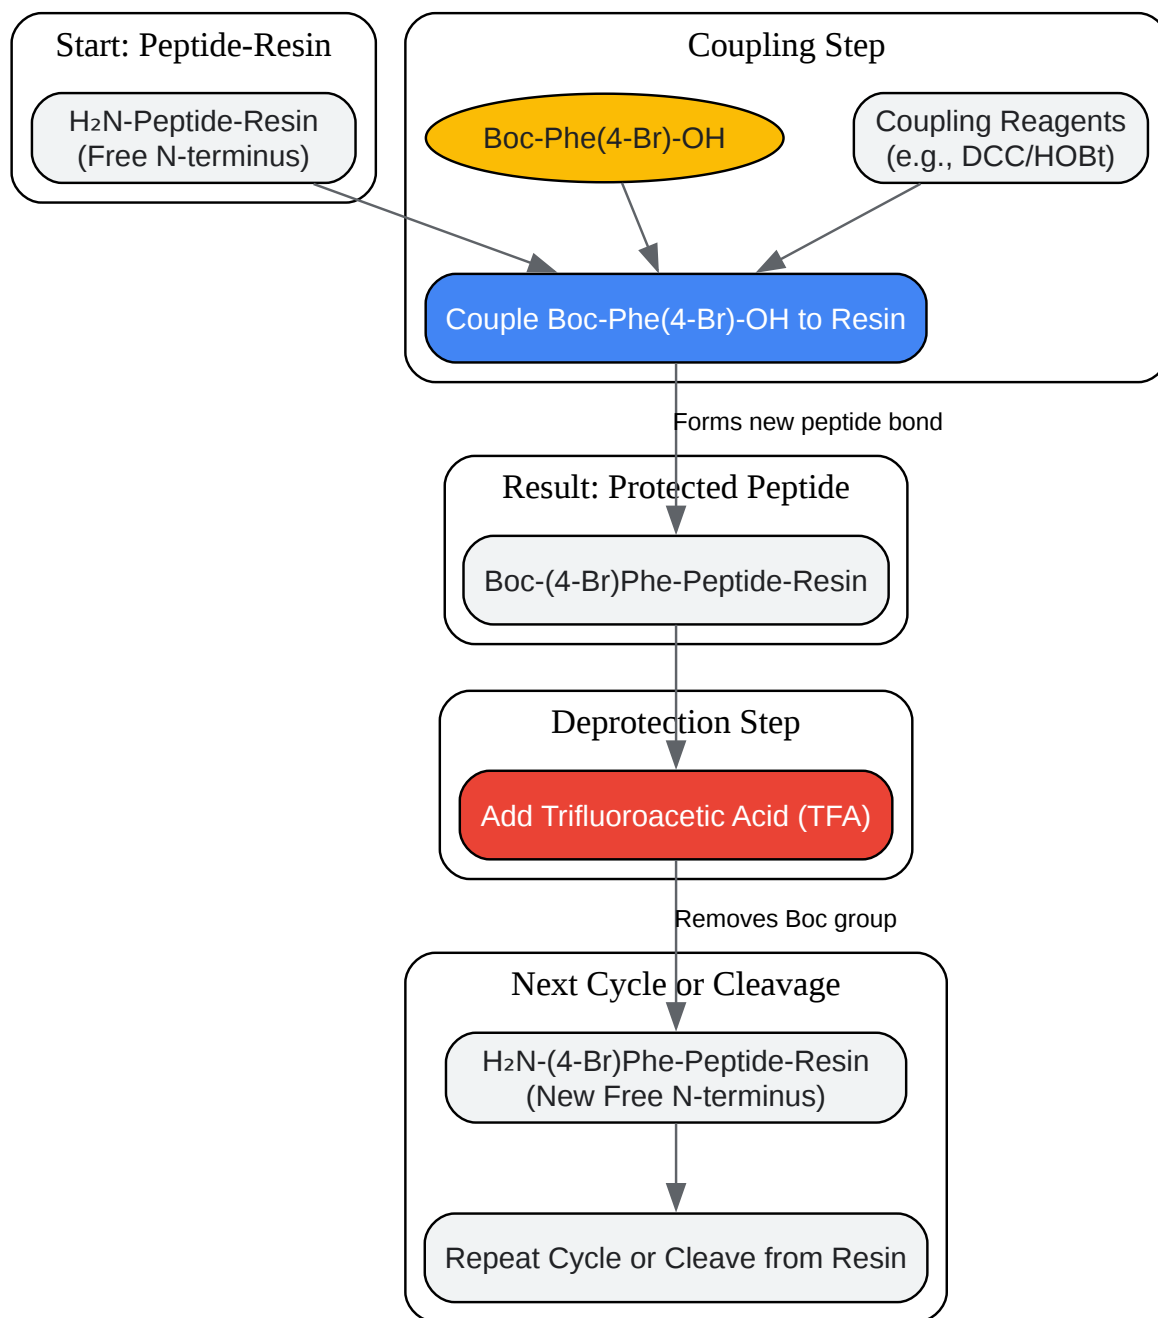 Start: Peptide-Resin
H₂N-Peptide-Resin
(Free N-terminus)
Coupling Step
Boc-Phe(4-Br)-OH
Coupling Reagents
(e.g., DCC/HOBt)
Couple Boc-Phe(4-Br)-OH to Resin
Forms new peptide bond
Result: Protected Peptide
Boc-(4-Br)Phe-Peptide-Resin
Deprotection Step
Add Trifluoroacetic Acid (TFA)
Removes Boc group
Next Cycle or Cleavage
H₂N-(4-Br)Phe-Peptide-Resin
(New Free N-terminus)
Repeat Cycle or Cleave from Resin